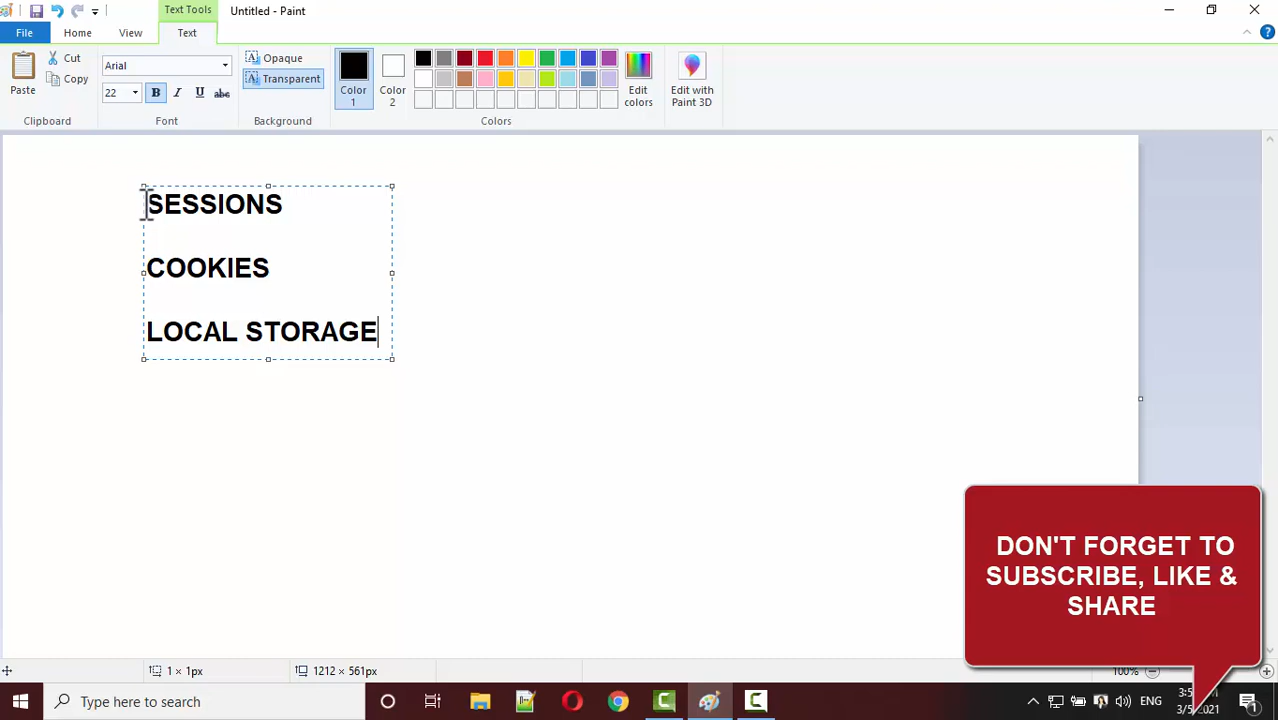 Text Tools
Untitled - Paint
File
Home
View
Text
Paste
Cut
Copy
Clipboard
Arial
22
B
I
U
abc
Font
Opaque
Transparent
Background
Color 1
Color 2
Edit colors
Colors
Edit with Paint 3D
SESSIONS
COOKIES
LOCAL STORAGE
DON'T FORGET TO
SUBSCRIBE, LIKE &
SHARE
1 × 1px
1212 × 561px
100%
Type here to search
ENG
1